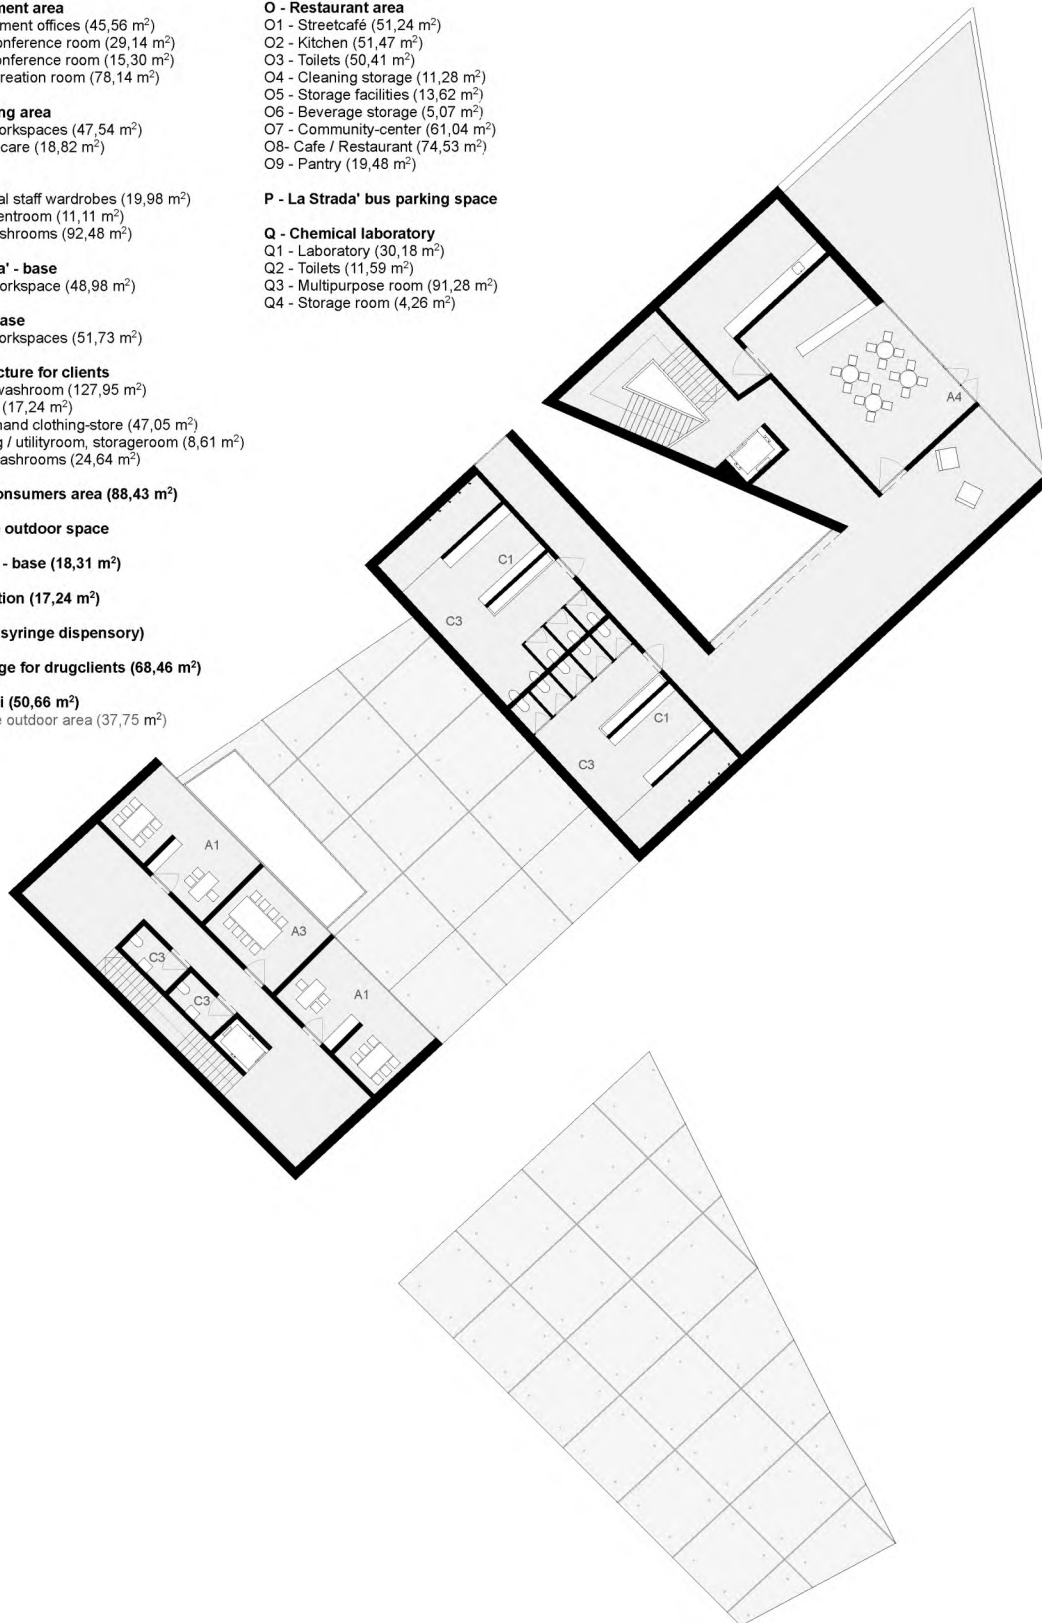 ment area
ment offices (45,56 m²)
onference room (29,14 m²)
onference room (15,30 m²)
reation room (78,14 m²)
ng area
orkspaces (47,54 m²)
care (18,82 m²)
al staff wardrobes (19,98 m²)
entroom (11,11 m²)
shrooms (92,48 m²)
a' - base
orkspace (48,98 m²)
ase
orkspaces (51,73 m²)
cture for clients
washroom (127,95 m²)
(17,24 m²)
hand clothing-store (47,05 m²)
g / utilityroom, storageroom (8,61 m²)
ashrooms (24,64 m²)
onsumers area (88,43 m²)
outdoor space
- base (18,31 m²)
tion (17,24 m²)
syringe dispensory)
ge for drugclients (68,46 m²)
i (50,66 m²)
e outdoor area (37,75 m²)
O - Restaurant area
O1 - Streetcafé (51,24 m²)
O2 - Kitchen (51,47 m²)
O3 - Toilets (50,41 m²)
O4 - Cleaning storage (11,28 m²)
O5 - Storage facilities (13,62 m²)
O6 - Beverage storage (5,07 m²)
O7 - Community-center (61,04 m²)
O8- Cafe / Restaurant (74,53 m²)
O9 - Pantry (19,48 m²)
P - La Strada' bus parking space
Q - Chemical laboratory
Q1 - Laboratory (30,18 m²)
Q2 - Toilets (11,59 m²)
Q3 - Multipurpose room (91,28 m²)
Q4 - Storage room (4,26 m²)
A4
C1
C3
C1
C3
A1
A3
C3
A1
C3